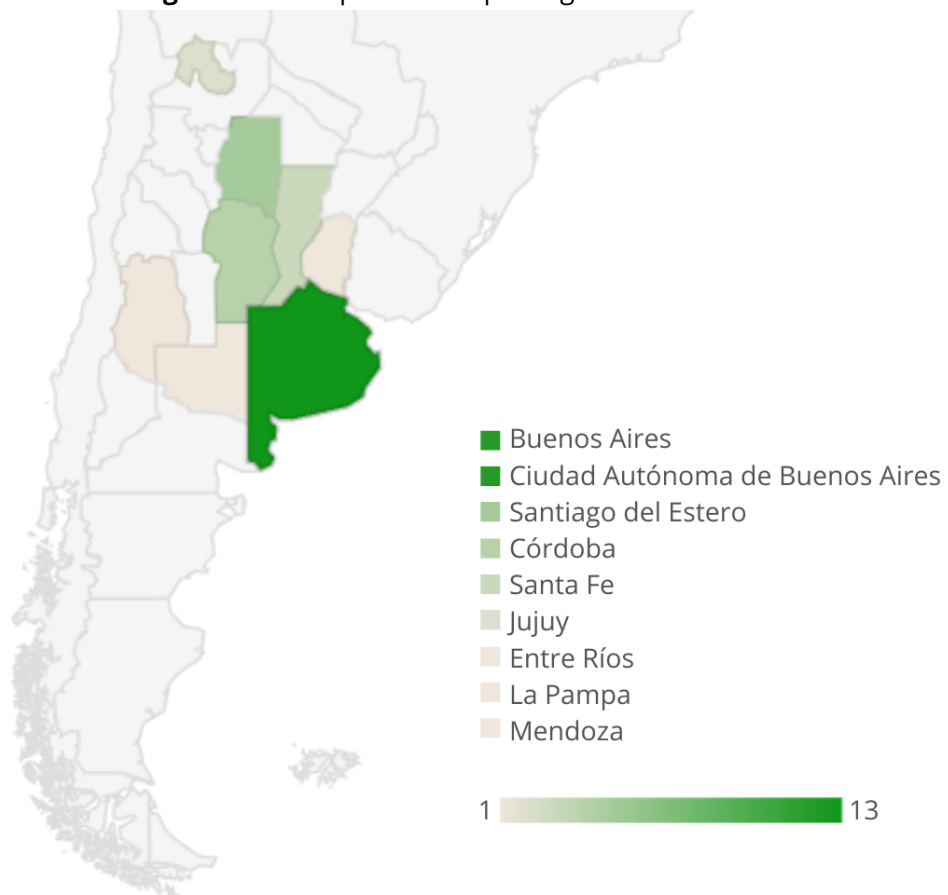 Buenos Aires
Ciudad Autónoma de Buenos Aires
Santiago del Estero
Córdoba
Santa Fe
Jujuy
Entre Ríos
La Pampa
Mendoza
1 13